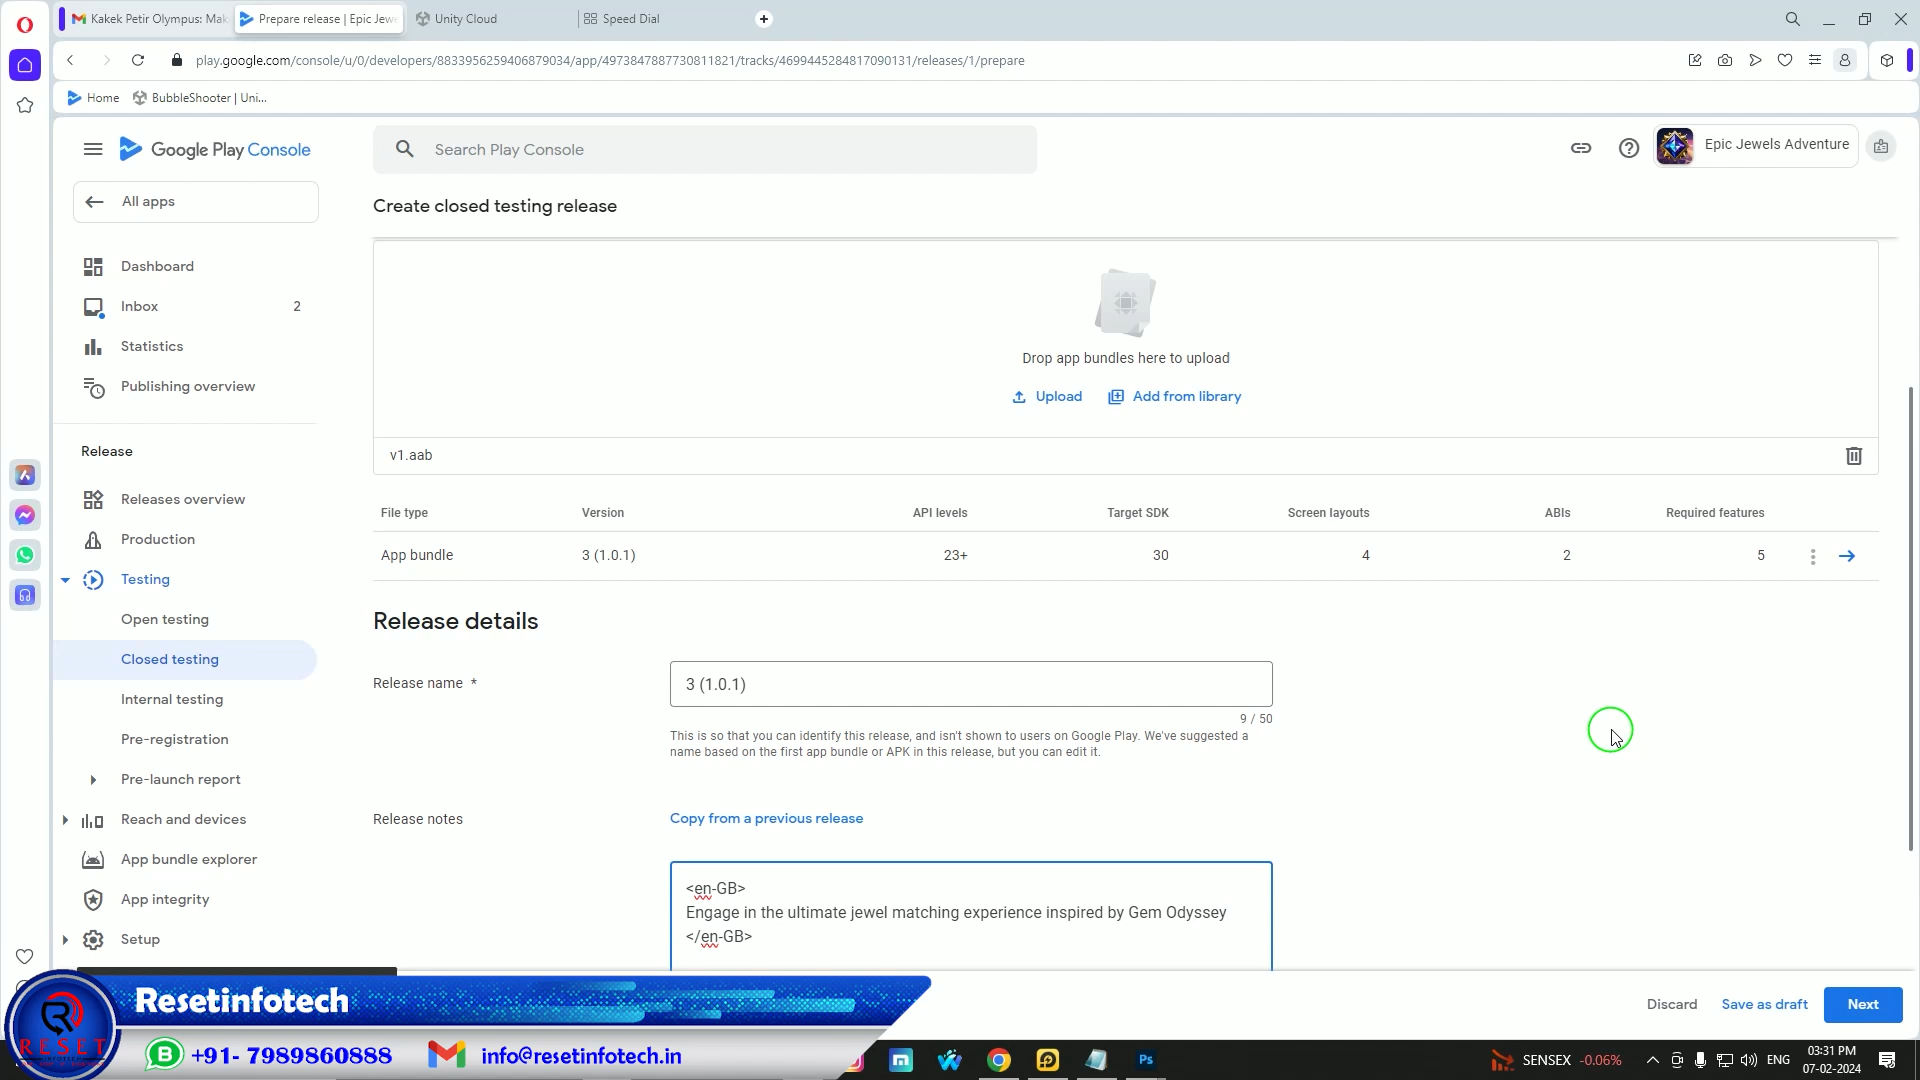 Kakek Petir Olympus: Mak
Prepare release | Epic Jew
Unity Cloud
Speed Dial
play.google.com/console/u/0/developers/8833956259406879034/app/4973847887730811821/tracks/4699445284817090131/releases/1/prepare
Home
BubbleShooter | Uni...
Google Play Console
Search Play Console
Epic Jewels Adventure
All apps
Create closed testing release
Dashboard
Inbox 2
Statistics
Publishing overview
Drop app bundles here to upload
Upload
Add from library
Release
v1.aab
Releases overview
Production
Testing
Open testing
Closed testing
Internal testing
Pre-registration
Pre-launch report
Reach and devices
App bundle explorer
App integrity
Setup
File type Version API levels Target SDK Screen layouts ABIs Required features
App bundle 3 (1.0.1) 23+ 30 4 2 5
Release details
Release name *
3 (1.0.1)
9 / 50
This is so that you can identify this release, and isn't shown to users on Google Play. We've suggested a
name based on the first app bundle or APK in this release, but you can edit it.
Release notes
Copy from a previous release
<en-GB>
Engage in the ultimate jewel matching experience inspired by Gem Odyssey
</en-GB>
Discard
Save as draft
Next
Resetinfotech
RESET
+91- 7989860888
info@resetinfotech.in
Ps
SENSEX -0.06%
ENG
03:31 PM
07-02-2024